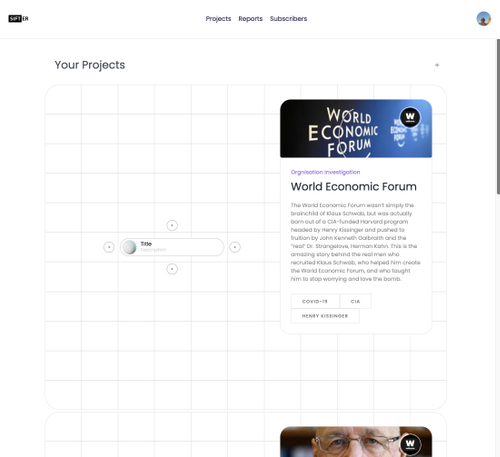 SIFTER
Projects Reports Subscribers
Your Projects
+
WORLD
ECONOMIC
FORUM
W
Orgnisation Investigation
World Economic Forum
The World Economic Forum wasn't simply the
brainchild of Klaus Schwab, but was actually
born out of a CIA-funded Harvard program
headed by Henry Kissinger and pushed to
fruition by John Kenneth Galbraith and the
"real" Dr. Strangelove, Herman Kahn. This is the
amazing story behind the real men who
recruited Klaus Schwab, who helped him create
the World Economic Forum, and who taught
him to stop worrying and love the bomb.
COVID-19 CIA
HENRY KISSINGER
Title
Description
W